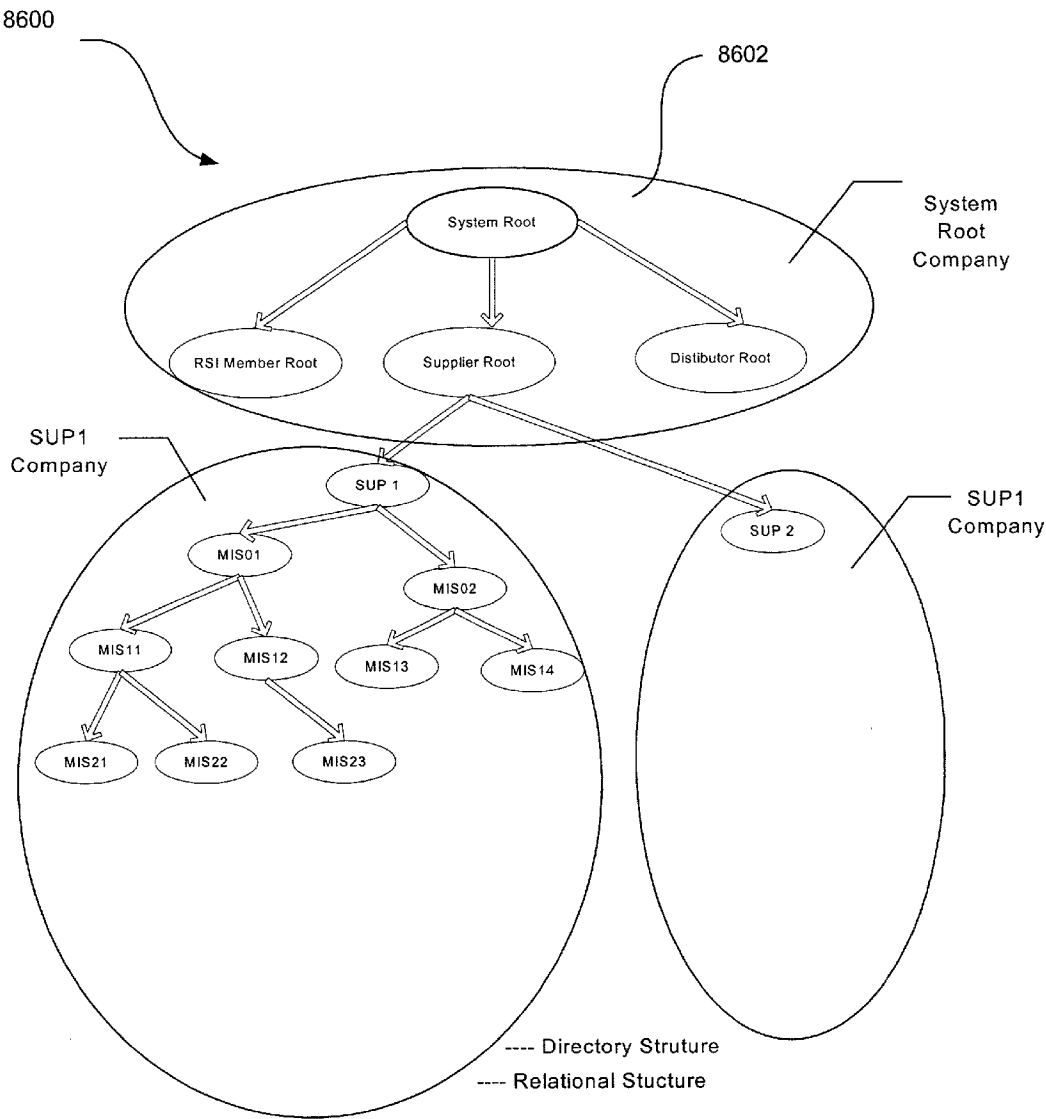 8600
8602
System Root
System
Root
Company
RSI Member Root
Supplier Root
Distibutor Root
SUP1
Company
SUP 1
SUP1
Company
SUP 2
MIS01
MIS02
MIS11
MIS12
MIS13
MIS14
MIS21
MIS22
MIS23
---- Directory Struture
---- Relational Stucture